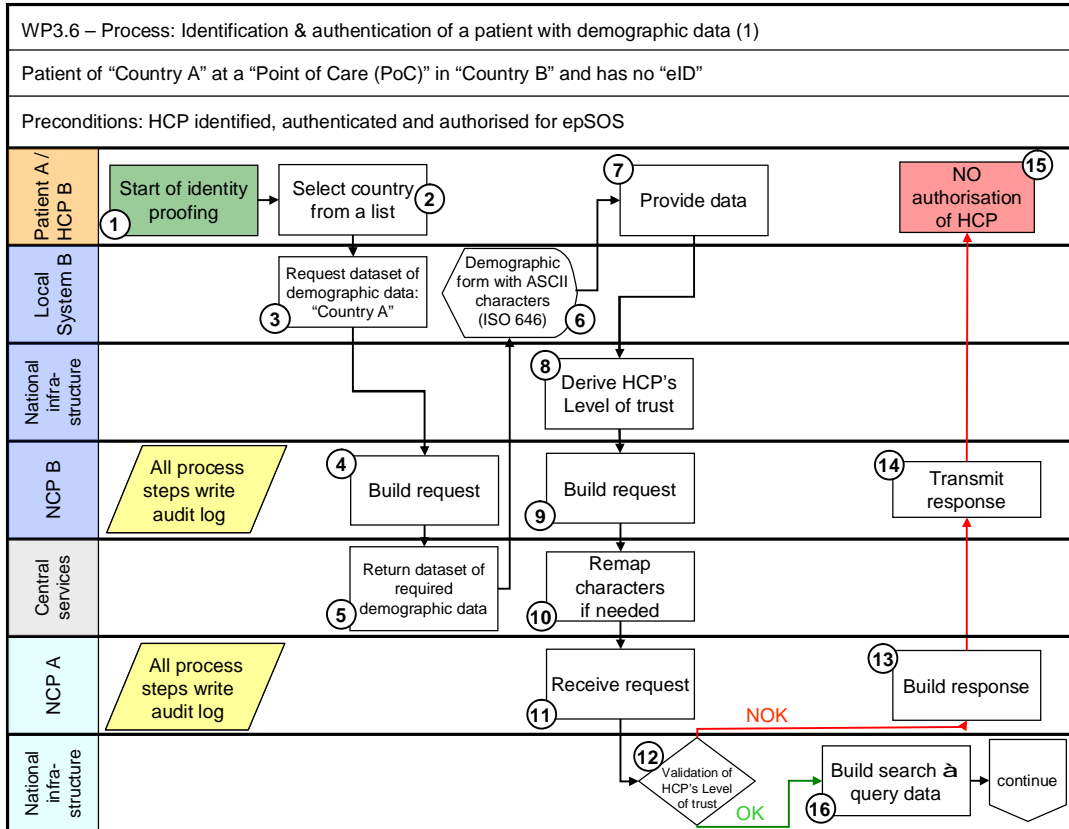 WP3.6 – Process: Identification & authentication of a patient with demographic data (1)
Patient of “Country A” at a “Point of Care (PoC)” in “Country B” and has no “eID”
Preconditions: HCP identified, authenticated and authorised for epSOS
Patient A /
HCP B
Start of identity
proofing
1
Select country
from a list
2
7
Provide data
15
NO
authorisation
of HCP
Local
System B
Request dataset of
demographic data:
“Country A”
3
Demographic
form with ASCII
characters
(ISO 646)
6
National
infra-
structure
8
Derive HCP’s
Level of trust
NCP B
All process
steps write
audit log
4
Build request
Build request
9
14
Transmit
response
Central
services
Return dataset of
required
demographic data
5
Remap
characters
if needed
10
NCP A
All process
steps write
audit log
Receive request
11
13
Build response
NOK
National
infra-
structure
12
Validation of
HCP’s Level
of trust
OK
Build search à
query data
16
continue